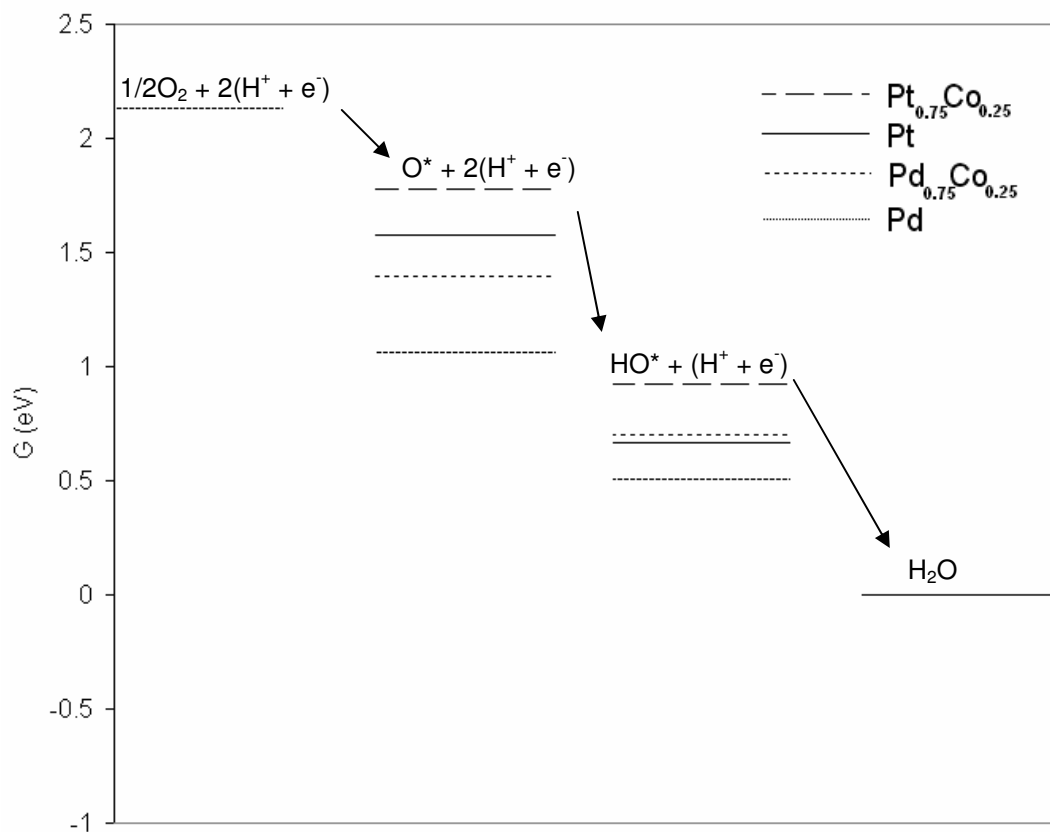 2.5
1/2O₂ + 2(H⁺ + e⁻)
Pt₀.₇₅Co₀.₂₅
Pt
Pd₀.₇₅Co₀.₂₅
Pd
2
O* + 2(H⁺ + e⁻)
1.5
HO* + (H⁺ + e⁻)
1
G (eV)
0.5
H₂O
0
-0.5
-1